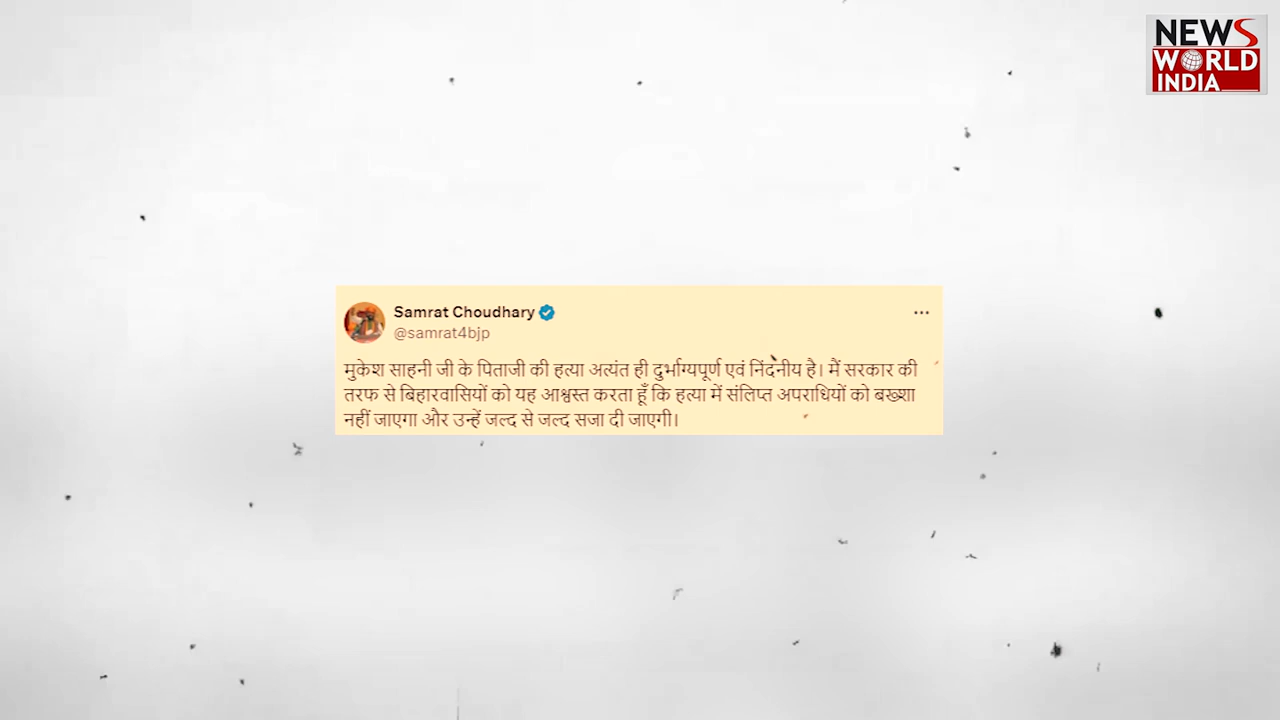 NEWS
WORLD
INDIA
Samrat Choudhary
@samrat4bjp
मुकेश साहनी जी के पिताजी की हत्या अत्यंत ही दुर्भाग्यपूर्ण एवं निंदनीय है। मैं सरकार की
तरफ से बिहारवासियों को यह आश्वस्त करता हूँ कि हत्या में संलिप्त अपराधियों को बख्शा
नहीं जाएगा और उन्हें जल्द से जल्द सजा दी जाएगी।